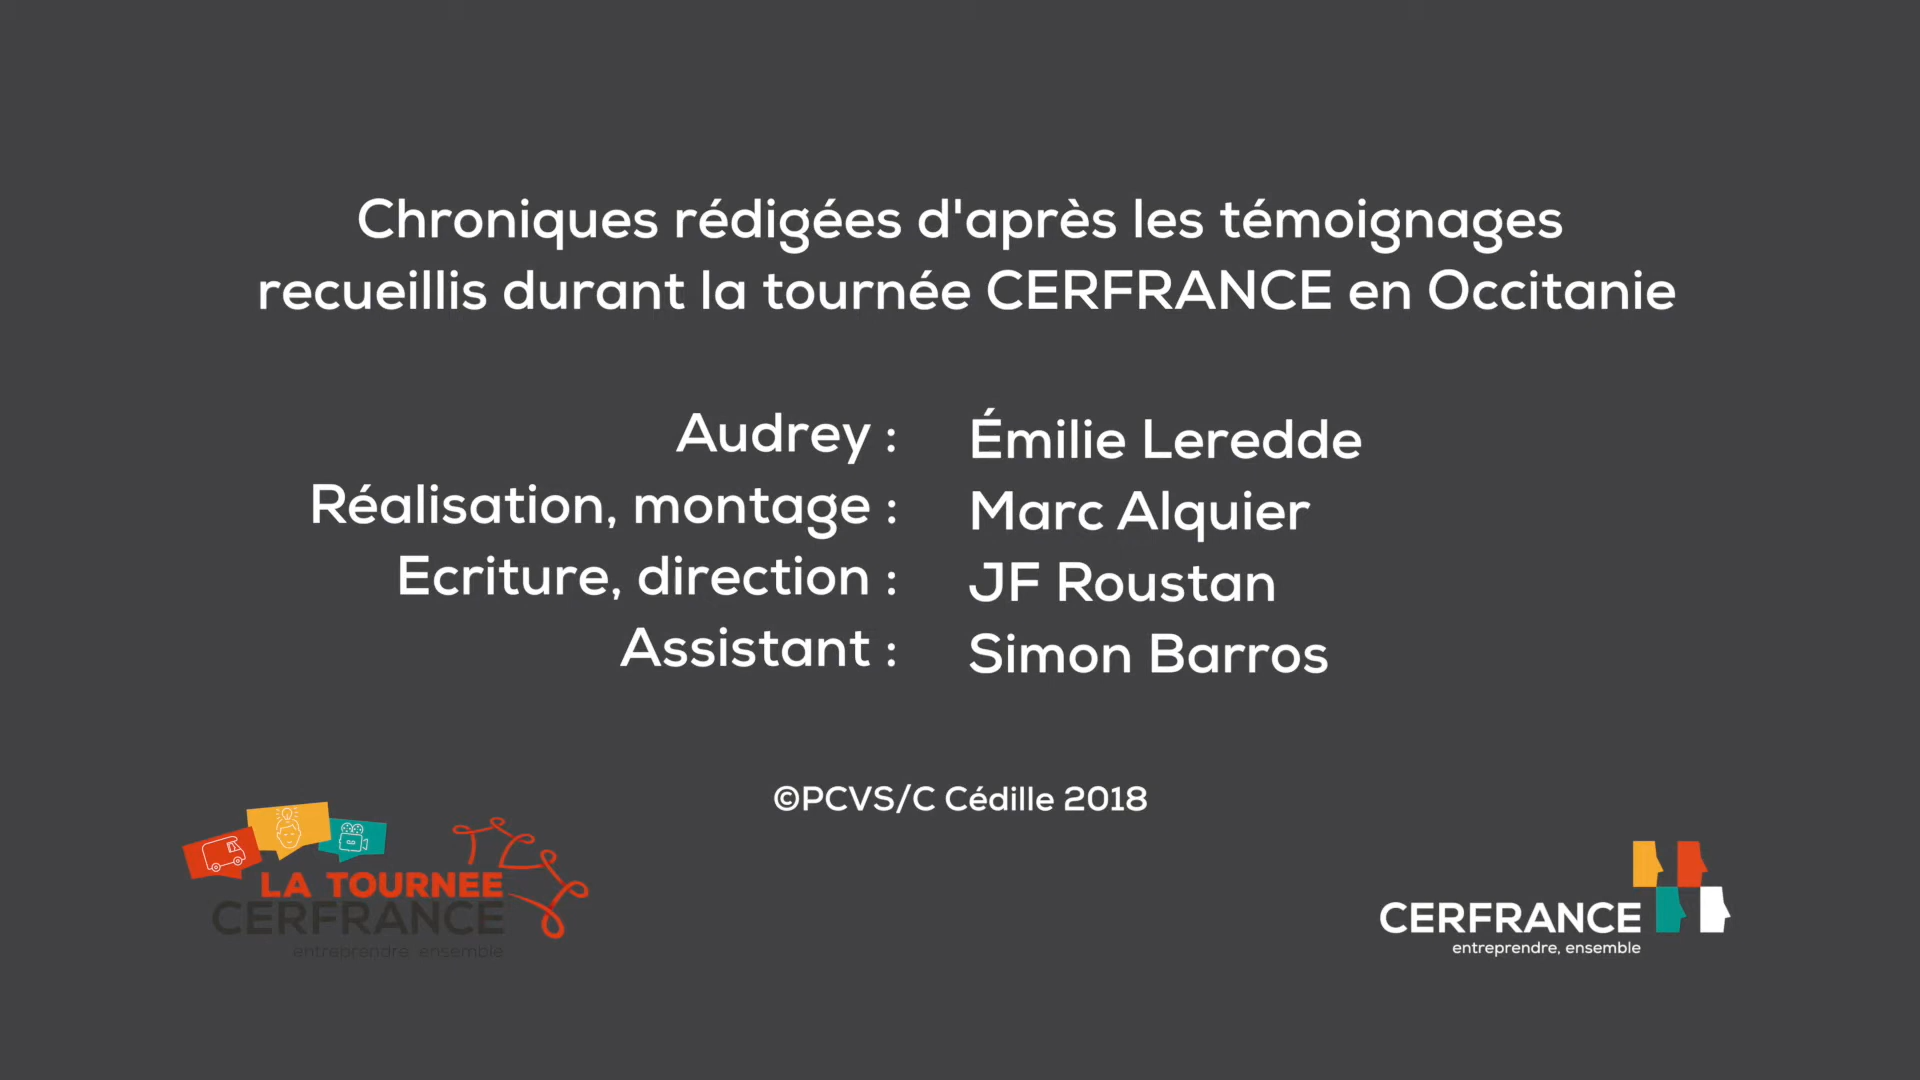 Chroniques rédigées d'après les témoignages
recueillis durant la tournée CERFRANCE en Occitanie
Audrey : Émilie Leredde
Réalisation, montage : Marc Alquier
Ecriture, direction : JF Roustan
Assistant : Simon Barros
©PCVS/C Cédille 2018
LA TOURNEE
CERFRANCE
entreprendre, ensemble
CERFRANCE
entreprendre, ensemble